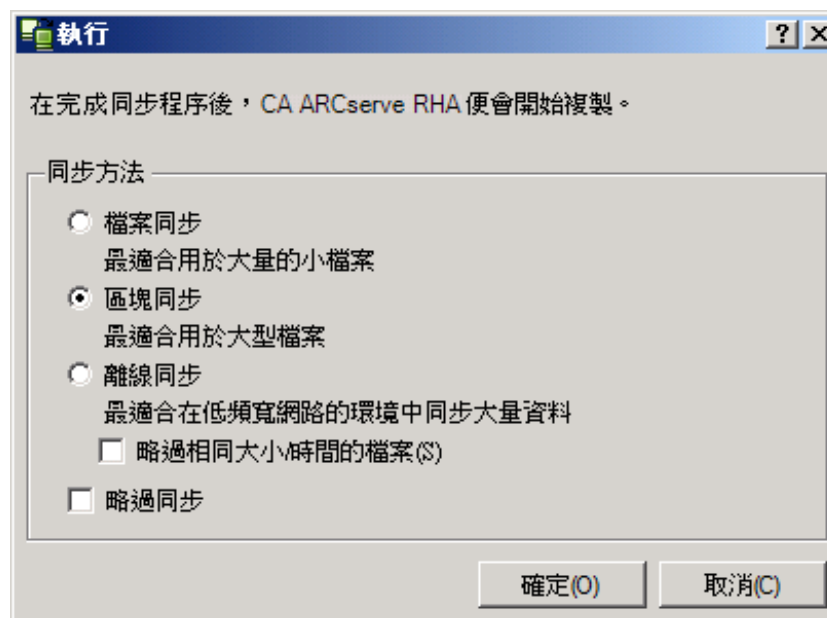 執行
在完成同步程序後，CA ARCserve RHA 便會開始複製。
同步方法
檔案同步
最適合用於大量的小檔案
區塊同步
最適合用於大型檔案
離線同步
最適合在低頻寬網路的環境中同步大量資料
略過相同大小/時間的檔案(S)
略過同步
確定(O)
取消(C)